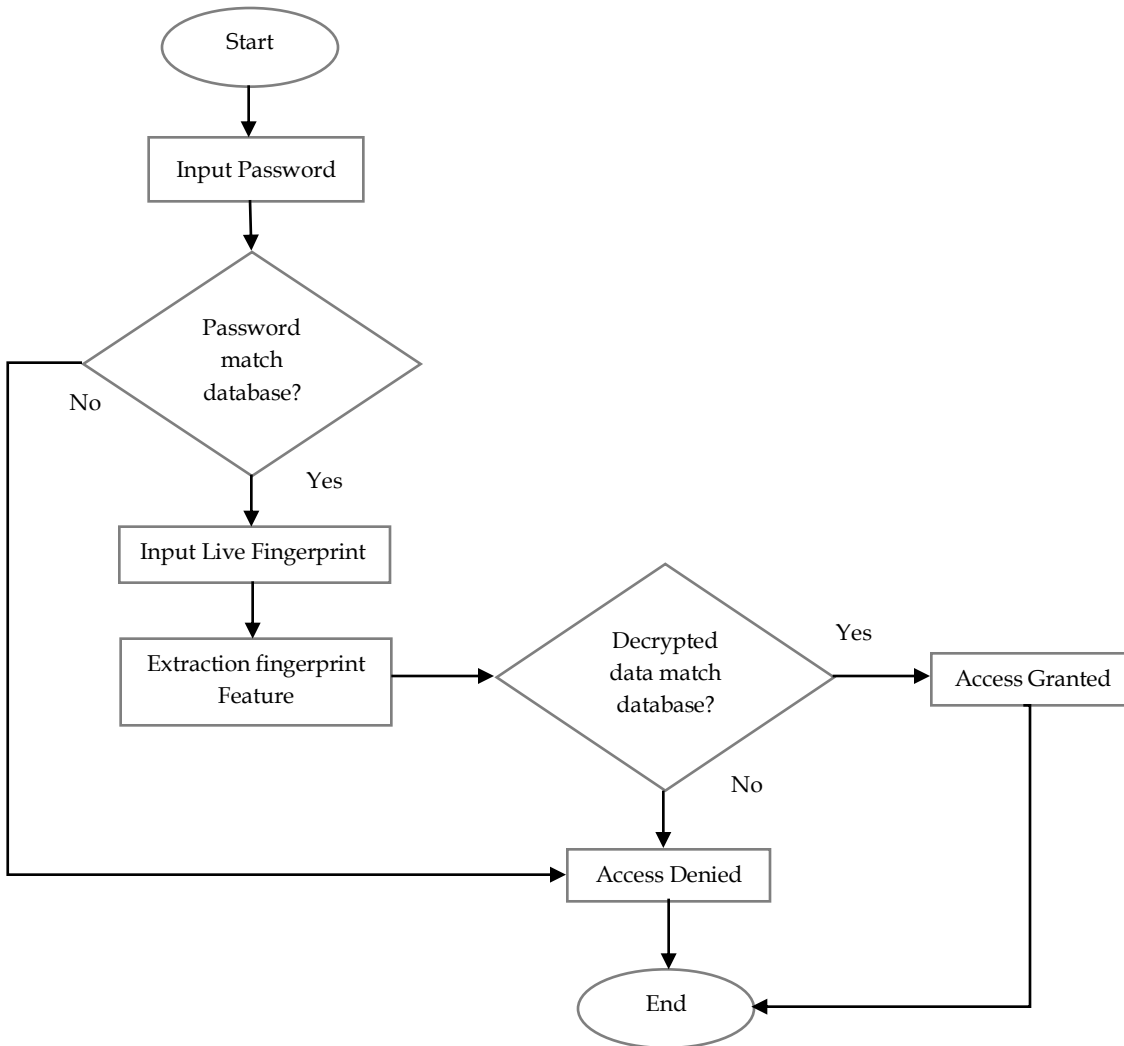 Start
Input Password
Password
match
database?
No
Yes
Input Live Fingerprint
Extraction fingerprint
Feature
Decrypted
data match
database?
Yes
Access Granted
No
Access Denied
End